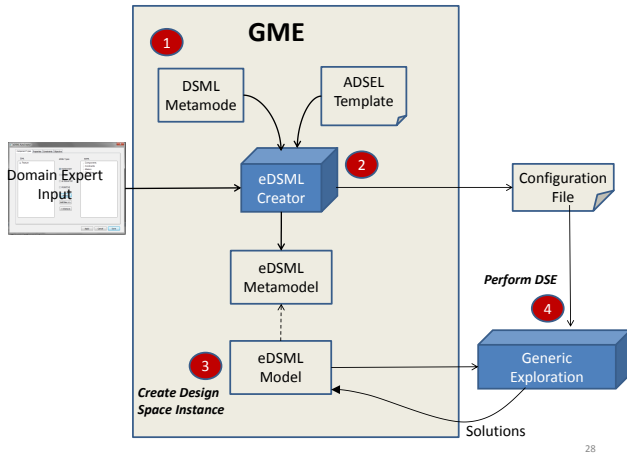 GME
1
DSML
Metamode
ADSEL
Template
2
Domain Expert
Input
eDSML
Creator
Configuration
File
eDSML
Metamodel
Perform DSE
4
3
eDSML
Model
Generic
Exploration
Create Design
Space Instance
Solutions
28